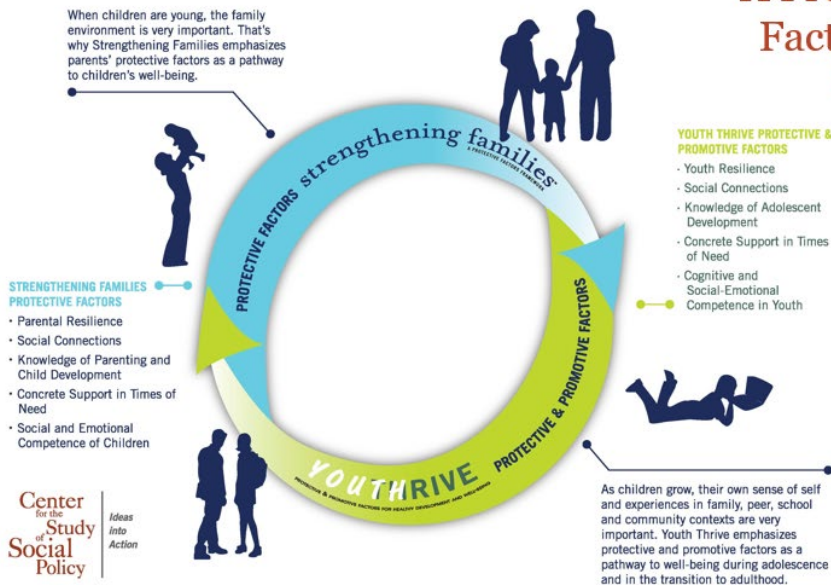 When children are young, the family
environment is very important. That's
why Strengthening Families emphasizes
parents' protective factors as a pathway
to children's well-being.
Fact
PROTECTIVE FACTORS strengthening families
A PROTECTIVE FACTORS FRAMEWORK
YOUTH THRIVE PROTECTIVE &
PROMOTIVE FACTORS
· Youth Resilience
· Social Connections
· Knowledge of Adolescent
Development
· Concrete Support in Times
of Need
· Cognitive and
Social-Emotional
Competence in Youth
STRENGTHENING FAMILIES
PROTECTIVE FACTORS
• Parental Resilience
• Social Connections
• Knowledge of Parenting and
Child Development
• Concrete Support in Times of
Need
• Social and Emotional
Competence of Children
YOUTHRIVE PROTECTIVE & PROMOTIVE FACTORS
PROTECTIVE & PROMOTIVE FACTORS FOR HEALTHY DEVELOPMENT AND WELL-BEING
Center
for the
Study
of
Social
Policy
Ideas
into
Action
As children grow, their own sense of self
and experiences in family, peer, school
and community contexts are very
important. Youth Thrive emphasizes
protective and promotive factors as a
pathway to well-being during adolescence
and in the transition to adulthood.